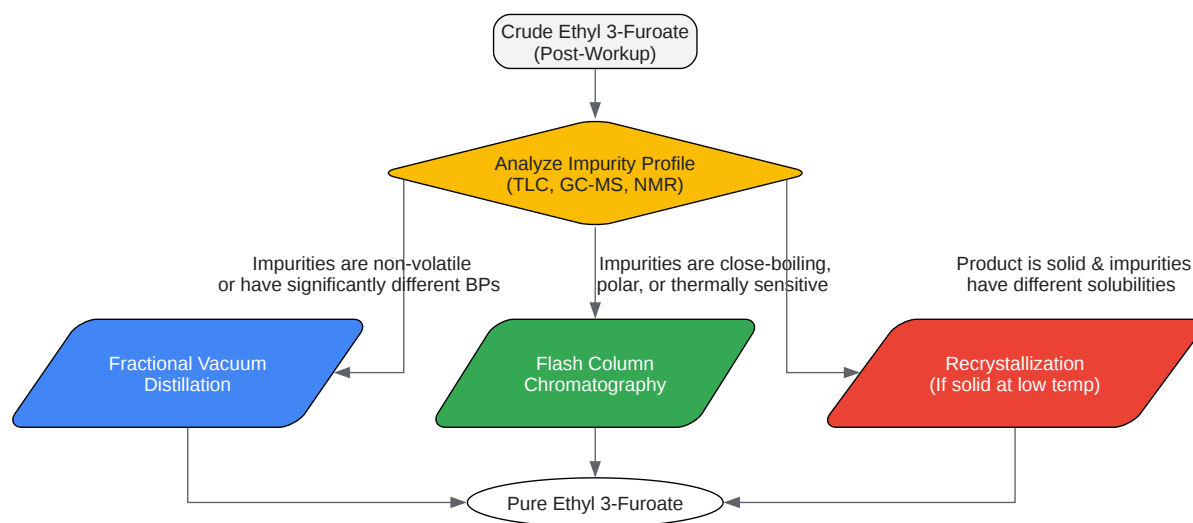 Crude Ethyl 3-Furoate
(Post-Workup)
Analyze Impurity Profile
(TLC, GC-MS, NMR)
Impurities are non-volatile
or have significantly different BPs
Impurities are close-boiling,
polar, or thermally sensitive
Product is solid & impurities
have different solubilities
Fractional Vacuum
Distillation
Flash Column
Chromatography
Recrystallization
(If solid at low temp)
Pure Ethyl 3-Furoate